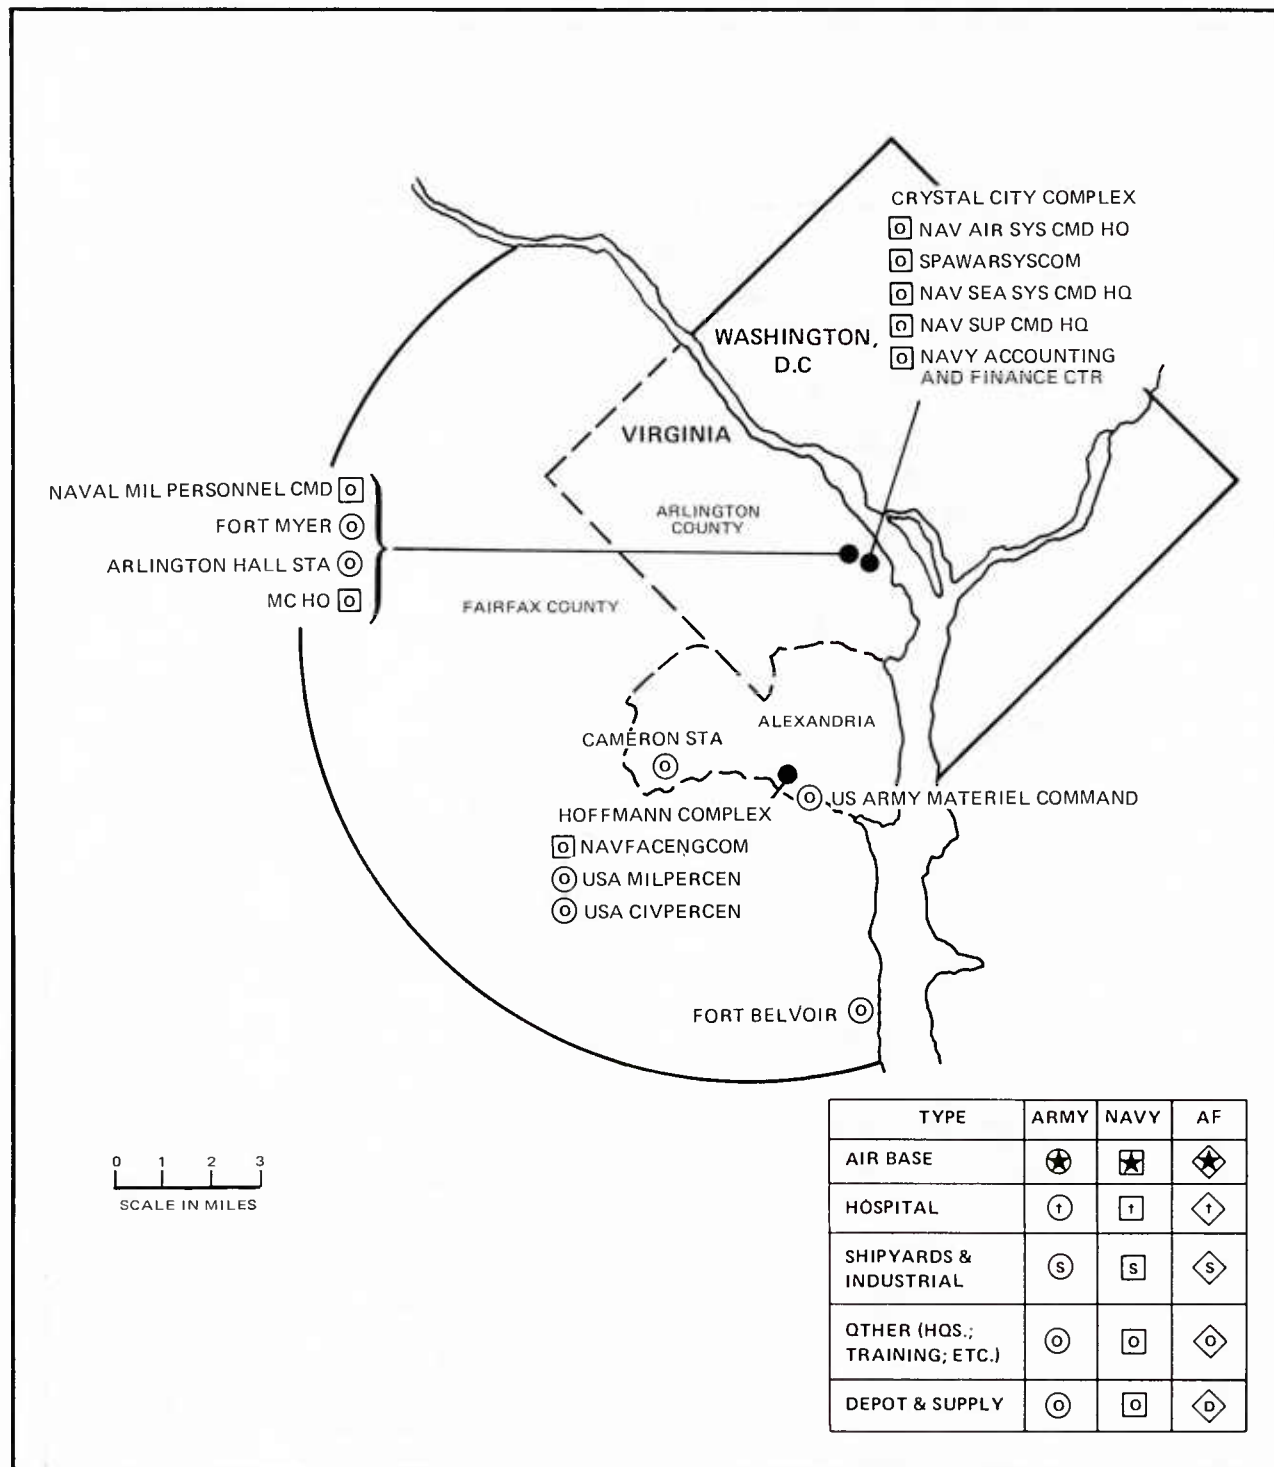 CRYSTAL CITY COMPLEX
O NAV AIR SYS CMD HO
O SPAWARSYSCOM
O NAV SEA SYS CMD HQ
O NAV SUP CMD HQ
O NAVY ACCOUNTING
AND FINANCE CTR
WASHINGTON,
D.C
VIRGINIA
ARLINGTON
COUNTY
NAVAL MIL PERSONNEL CMD O
FORT MYER O
ARLINGTON HALL STA O
MC HO O
FAIRFAX COUNTY
ALEXANDRIA
CAMERON STA
O
O US ARMY MATERIEL COMMAND
HOFFMANN COMPLEX
O NAVFACENGCOM
O USA MILPERCEN
O USA CIVPERCEN
FORT BELVOIR O
0 1 2 3
SCALE IN MILES
TYPE ARMY NAVY AF
AIR BASE
HOSPITAL
SHIPYARDS &
INDUSTRIAL S S S
OTHER (HQS.;
TRAINING; ETC.) O O O
DEPOT & SUPPLY O O D